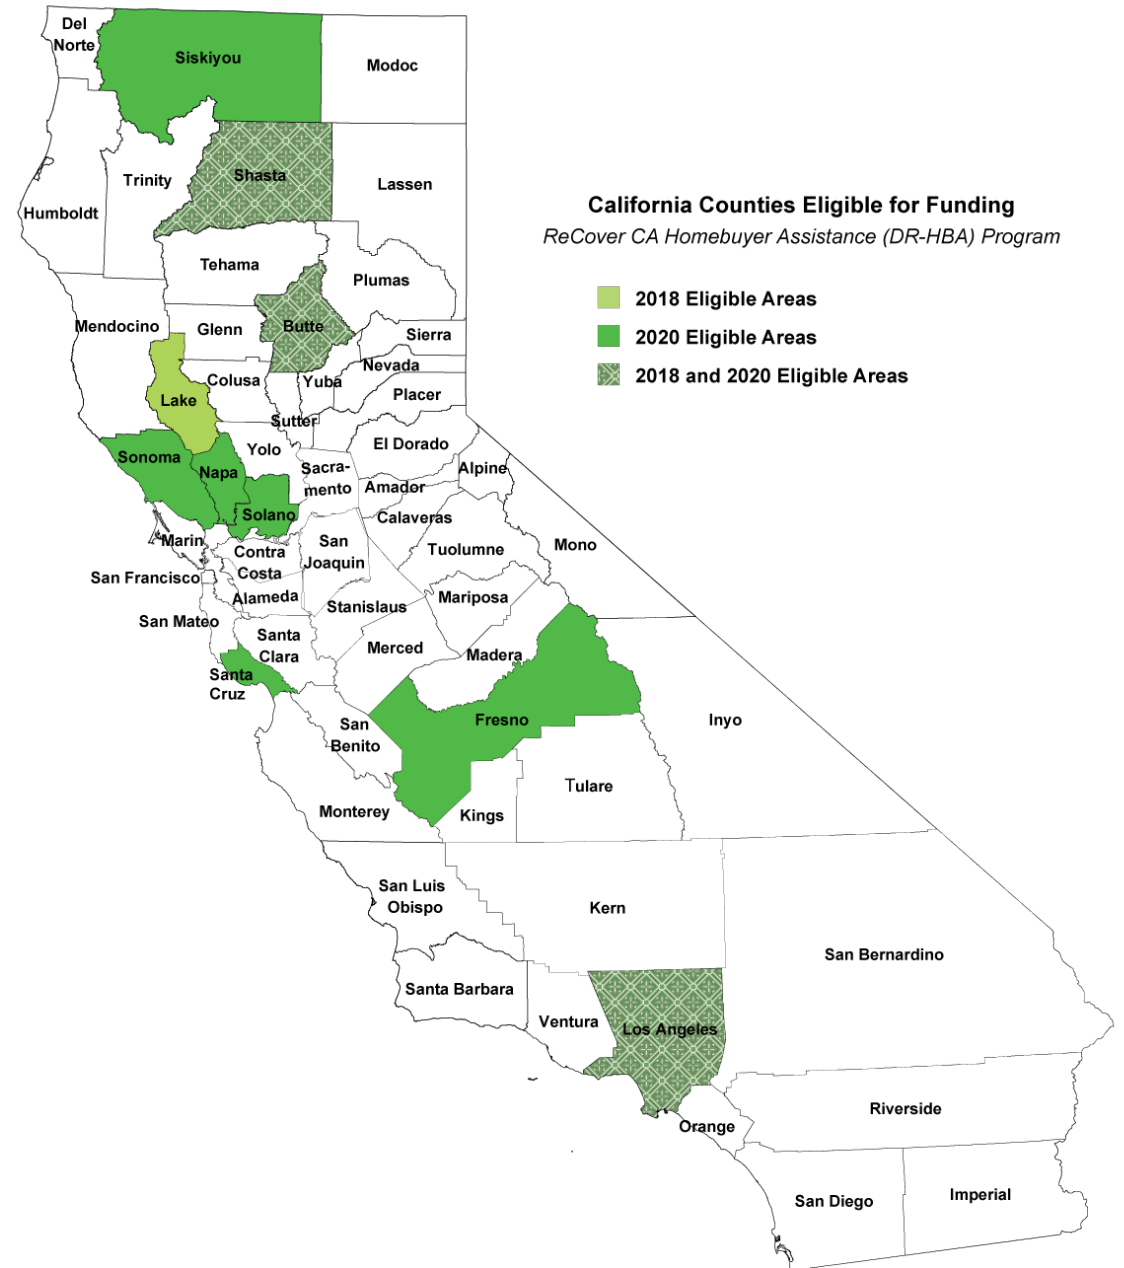 Del
Norte
Siskiyou
Modoc
Trinity
Shasta
Lassen
Humboldt
California Counties Eligible for Funding
ReCover CA Homebuyer Assistance (DR-HBA) Program
Tehama
Plumas
2018 Eligible Areas
2020 Eligible Areas
2018 and 2020 Eligible Areas
Mendocino
Glenn
Butte
Sierra
Nevada
Colusa
Yuba
Placer
Lake
Sutter
El Dorado
Yolo
Sonoma
Napa
Sacra-
mento
Alpine
Amador
Solano
Calaveras
Marin
Contra
Costa
San
Joaquin
Tuolumne
Mono
San Francisco
Alameda
Stanislaus
Mariposa
San Mateo
Santa
Clara
Merced
Madera
Santa
Cruz
Fresno
Inyo
San
Benito
Tulare
Monterey
Kings
San Luis
Obispo
Kern
San Bernardino
Santa Barbara
Ventura
Los Angeles
Riverside
Orange
San Diego
Imperial